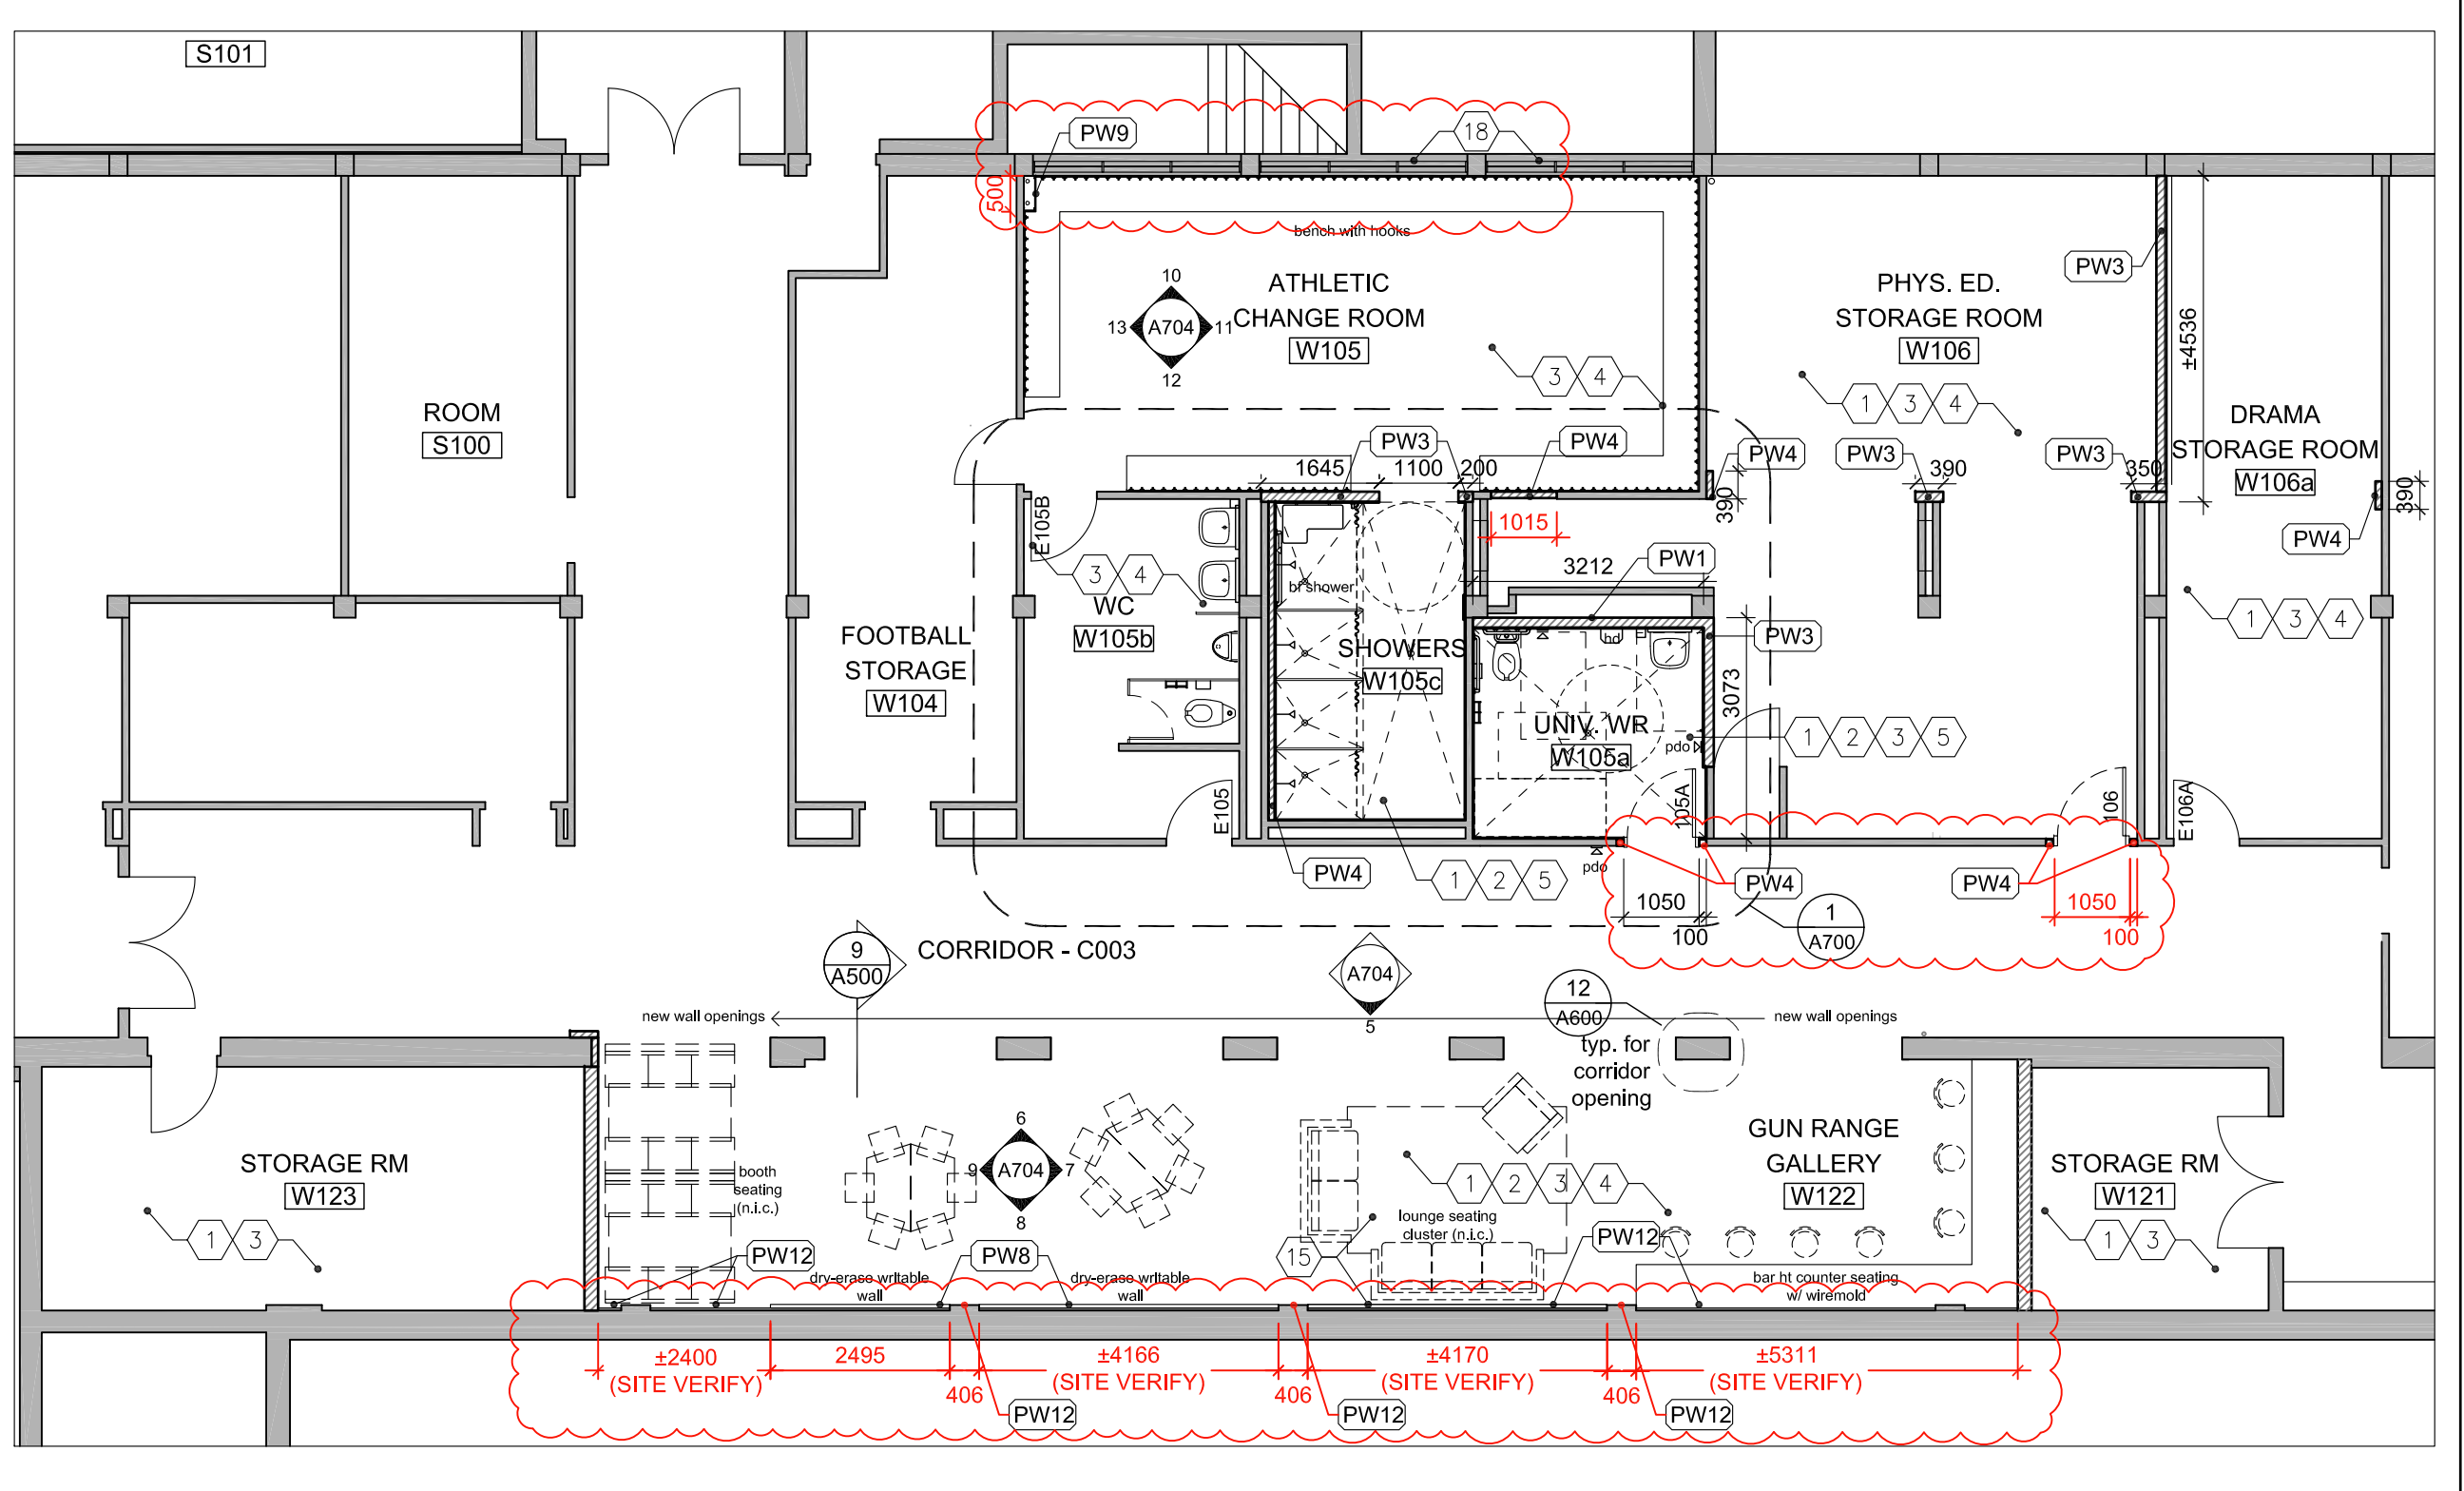 S101
PW9
18
500
bench with hooks
10
13
A704
11
12
ATHLETIC
CHANGE ROOM
W105
3
4
PHYS. ED.
STORAGE ROOM
W106
1
3
4
PW3
±4536
ROOM
S100
DRAMA
STORAGE ROOM
W106a
PW3
PW4
PW4
PW3
PW3
1645
1100
200
390
390
350
390
PW4
E105B
1015
3
4
WC
W105b
bf shower
3212
PW1
1
3
4
FOOTBALL
STORAGE
W104
SHOWERS
W105c
hd
PW3
3073
UNIV. WR
W105a
pdo
1
2
3
5
E105
105A
106
E106A
PW4
1
2
5
pdo
PW4
PW4
1050
100
1
A700
1050
100
9
A500
CORRIDOR - C003
A704
5
12
A600
new wall openings
new wall openings
typ. for
corridor
opening
STORAGE RM
W123
1
3
booth
seating
(n.i.c.)
6
9
A704
7
8
1
2
3
4
GUN RANGE
GALLERY
W122
STORAGE RM
W121
1
3
lounge seating
cluster (n.i.c.)
15
PW12
PW8
PW12
dry-erase writable
wall
dry-erase writable
wall
bar ht counter seating
w/ wiremold
±2400
(SITE VERIFY)
2495
406
±4166
(SITE VERIFY)
406
±4170
(SITE VERIFY)
406
±5311
(SITE VERIFY)
PW12
PW12
PW12